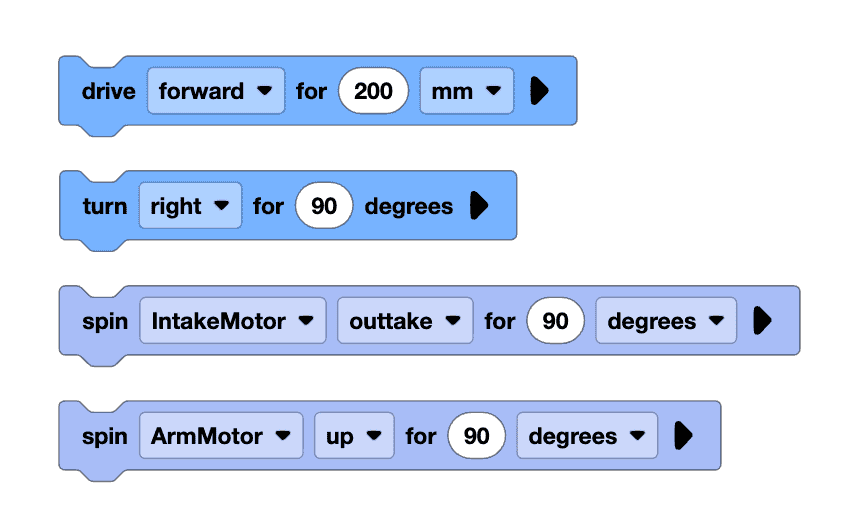 drive forward for 200 mm
turn right for 90 degrees
spin IntakeMotor outtake for 90 degrees
spin ArmMotor up for 90 degrees